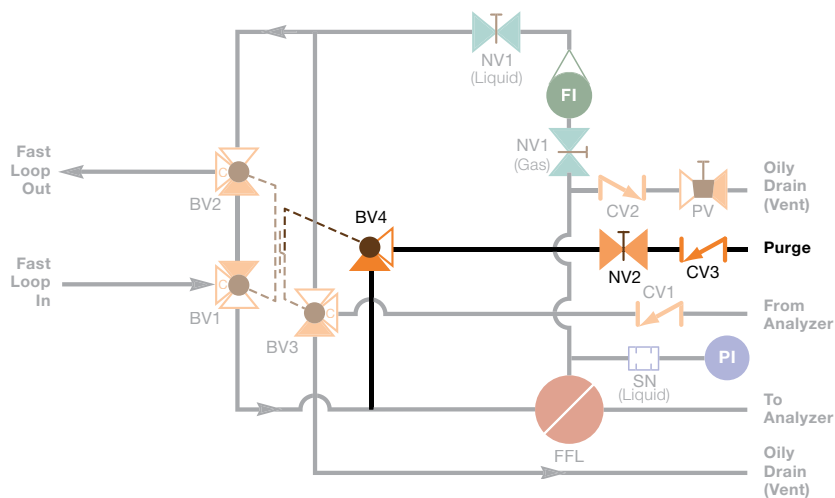 NV1
(Liquid)
FI
NV1
(Gas)
Fast
Loop
Out
C
BV2
CV2
PV
Oily
Drain
(Vent)
BV4
Purge
NV2
CV3
Fast
Loop
In
C
BV1
C
BV3
CV1
From
Analyzer
SN
(Liquid)
PI
To
Analyzer
FFL
Oily
Drain
(Vent)